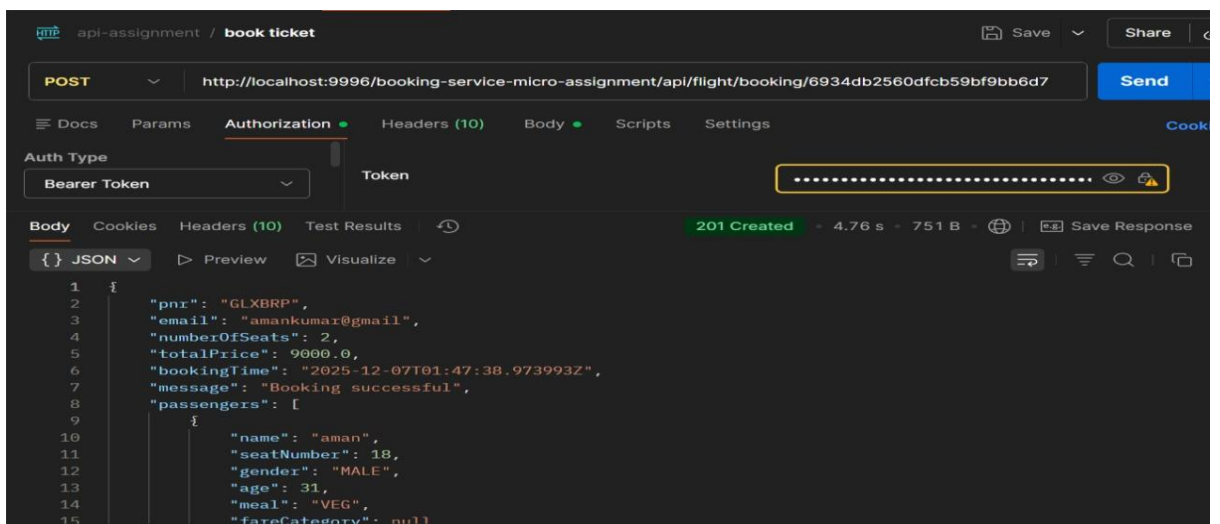 HTTP api-assignment / book ticket
Save Share
POST http://localhost:9996/booking-service-micro-assignment/api/flight/booking/6934db2560dfcb59bf9bb6d7 Send
Docs Params Authorization Headers (10) Body Scripts Settings Cooki
Auth Type
Bearer Token
Token ••••••••••••••••••••••••••••••••
Body Cookies Headers (10) Test Results 201 Created • 4.76 s • 751 B • e.g. Save Response
{} JSON Preview Visualize
1 {
2 "pnr": "GLXBRP",
3 "email": "amankumar@gmail",
4 "numberOfSeats": 2,
5 "totalPrice": 9000.0,
6 "bookingTime": "2025-12-07T01:47:38.973993Z",
7 "message": "Booking successful",
8 "passengers": [
9 {
10 "name": "aman",
11 "seatNumber": 18,
12 "gender": "MALE",
13 "age": 31,
14 "meal": "VEG",
15 "fareCategory": null